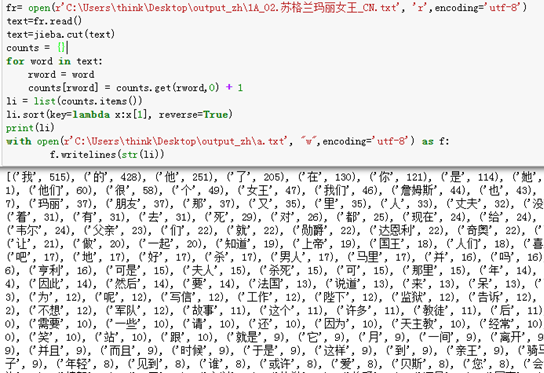 fr= open(r'C:\Users\think\Desktop\output_zh\1A_02.苏格兰玛丽女王_CN.txt', 'r',encoding='utf-8')
text=fr.read()
text=jieba.cut(text)
counts = {}
for word in text:
    rword = word
    counts[rword] = counts.get(rword,0) + 1
li = list(counts.items())
li.sort(key=lambda x:x[1], reverse=True)
print(li)
with open(r'C:\Users\think\Desktop\output_zh\a.txt', "w",encoding='utf-8') as f:
        f.writelines(str(li))
[('我', 515), ('的', 408), ('他', 251), ('了', 205), ('在', 130), ('你', 121), ('是', 114), ('她',
1), ('他们', 60), ('很', 58), ('个', 49), ('女王', 47), ('我们', 46), ('詹姆斯', 44), ('也', 43),
('玛丽', 37), ('朋友', 37), ('那', 37), ('又', 35), ('里', 35), ('人', 33), ('丈夫', 32), ('没
('着', 31), ('有', 31), ('去', 31), ('死', 29), ('对', 26), ('都', 25), ('现在', 24), ('给', 24),
('韦尔', 24), ('父亲', 23), ('们', 22), ('就', 22), ('勋爵', 22), ('达恩利', 22), ('奇奥', 22),
('让', 21), ('做', 20), ('一起', 20), ('知道', 19), ('上帝', 19), ('国王', 18), ('人们', 18), ('喜
('吧', 17), ('地', 17), ('好', 17), ('杀', 17), ('男人', 17), ('马里', 17), ('并', 16), ('吗', 16)
6), ('亨利', 16), ('可是', 15), ('夫人', 15), ('杀死', 15), ('可', 15), ('那里', 15), ('年', 14),
4), ('因此', 14), ('然后', 14), ('要', 14), ('法国', 13), ('说道', 13), ('来', 13), ('呆', 13),
3), ('为', 12), ('呢', 12), ('写信', 12), ('工作', 12), ('陛下', 12), ('监狱', 12), ('告诉', 12),
2), ('不想', 12), ('军队', 12), ('故事', 11), ('这个', 11), ('许多', 11), ('教徒', 11), ('后', 11)
0), ('需要', 10), ('一些', 10), ('请', 10), ('还', 10), ('因为', 10), ('天主教', 10), ('经常', 10)
0), ('笑', 10), ('站', 10), ('跟', 10), ('就是', 9), ('它', 9), ('月', 9), ('一间', 9), ('离开', 9
9), ('并且', 9), ('而且', 9), ('时候', 9), ('于是', 9), ('这样', 9), ('到', 9), ('亲王', 9), ('骑马
子', 9), ('年轻', 8), ('见到', 8), ('谁', 8), ('或许', 8), ('爱', 8), ('贝斯', 8), ('您', 8), ('会